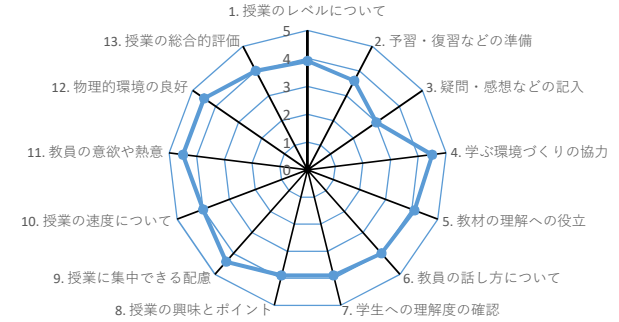 1. 授業のレベルについて
2. 予習・復習などの準備
3. 疑問・感想などの記入
4. 学ぶ環境づくりの協力
5. 教材の理解への役立
6. 教員の話し方について
7. 学生への理解度の確認
8. 授業の興味とポイント
9. 授業に集中できる配慮
10. 授業の速度について
11. 教員の意欲や熱意
12. 物理的環境の良好
13. 授業の総合的評価
5
4
3
2
1
0